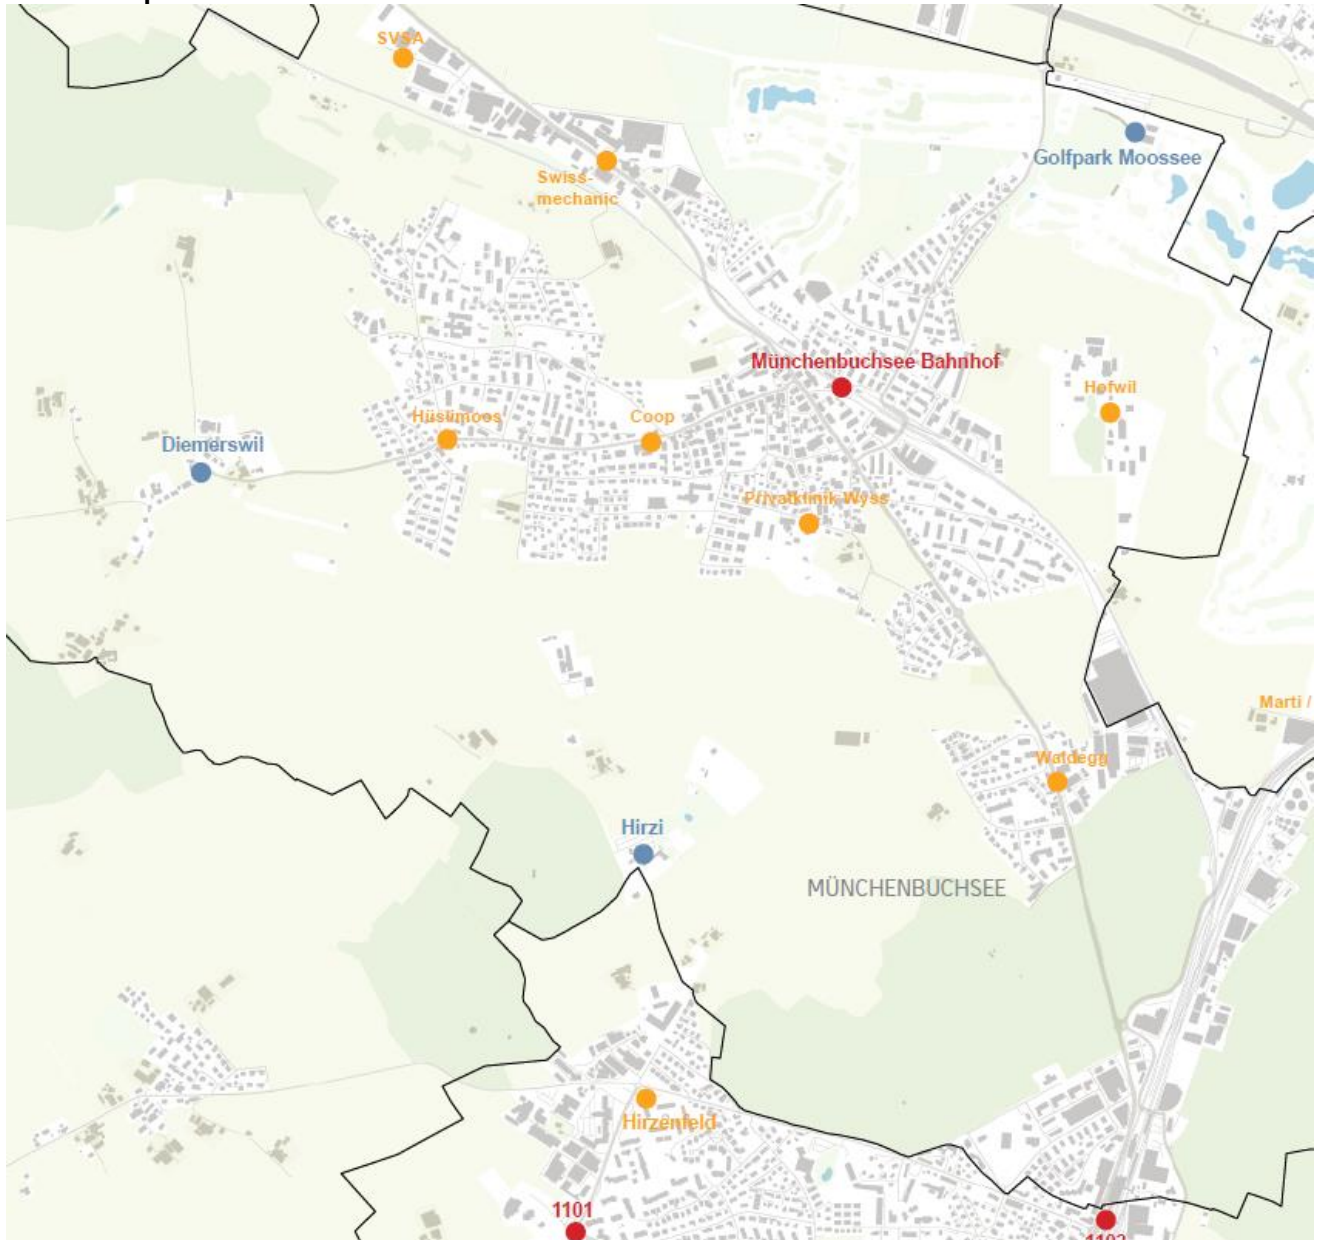 SVSA
Golfpark Moossee
Swiss-
mechanic
Münchenbuchsee Bahnhof
Hofwil
Hüslimoos
Coop
Diemerswil
Privatklinik Wyss
Marti /
Waldegg
Hirzi
MÜNCHENBUCHSEE
Hirzenfeld
1101